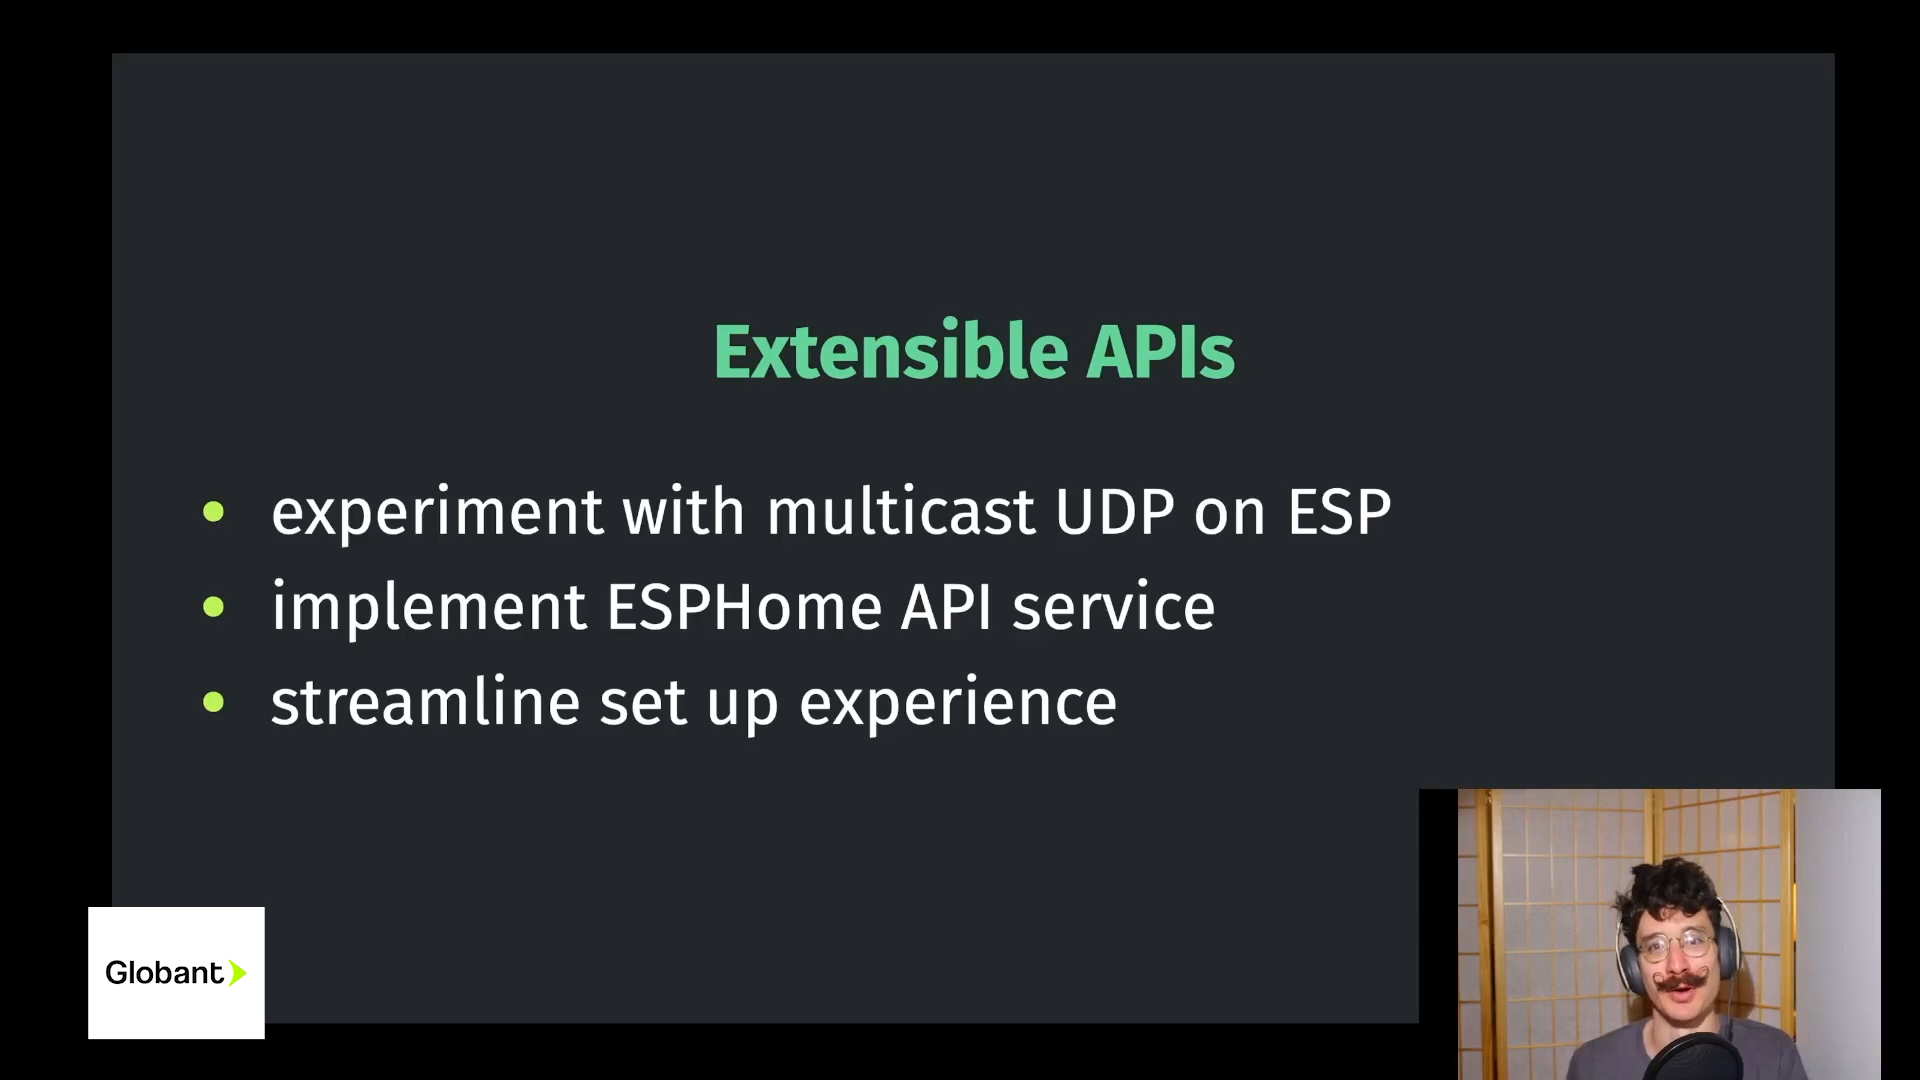 Extensible APIs
experiment with multicast UDP on ESP
implement ESPHome API service
streamline set up experience
Globant